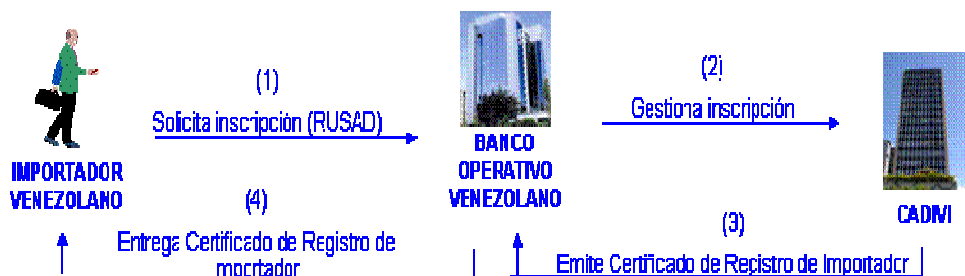 (1)
Solicita inscripción (RUSAD)
(2)
Gestiona inscripción
IMPORTADOR
VENEZOLANO
BANCO
OPERATIVO
VENEZOLANO
CADIVI
(4)
Entrega Certificado de Registro de
Importador
(3)
Emite Certificado de Registro de Importador